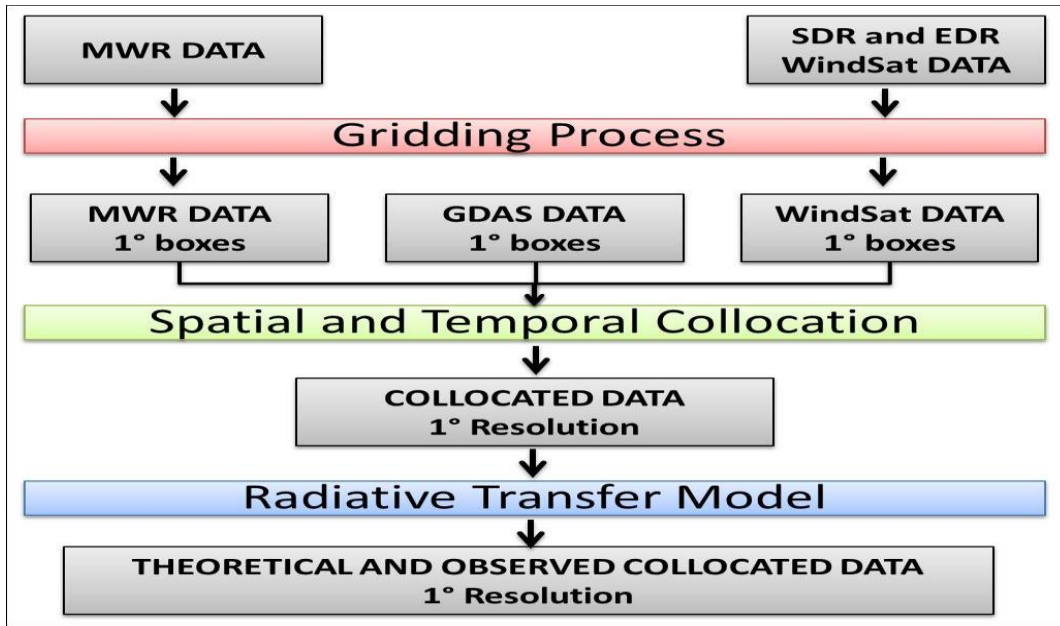 MWR DATA
SDR and EDR
WindSat DATA
Gridding Process
MWR DATA
1° boxes
GDAS DATA
1° boxes
WindSat DATA
1° boxes
Spatial and Temporal Collocation
COLLOCATED DATA
1° Resolution
Radiative Transfer Model
THEORETICAL AND OBSERVED COLLOCATED DATA
1° Resolution